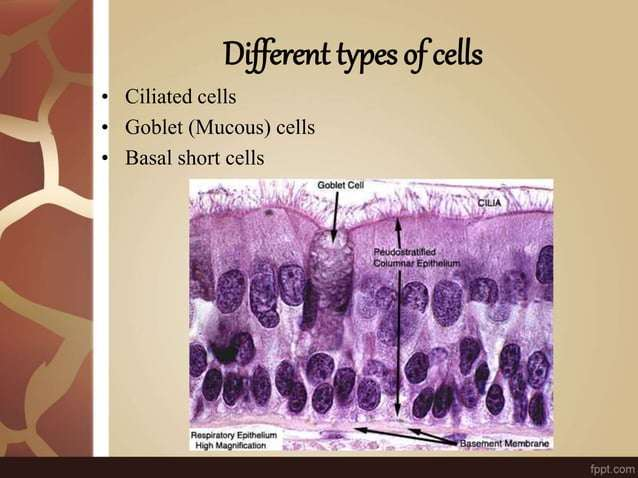 Different types of cells
• Ciliated cells
• Goblet (Mucous) cells
• Basal short cells
Goblet Cell
CILIA
Peudostratified
Columnar Epithelium
Respiratory Epithelium
High Magnification
Basement Membrane
fppt.com